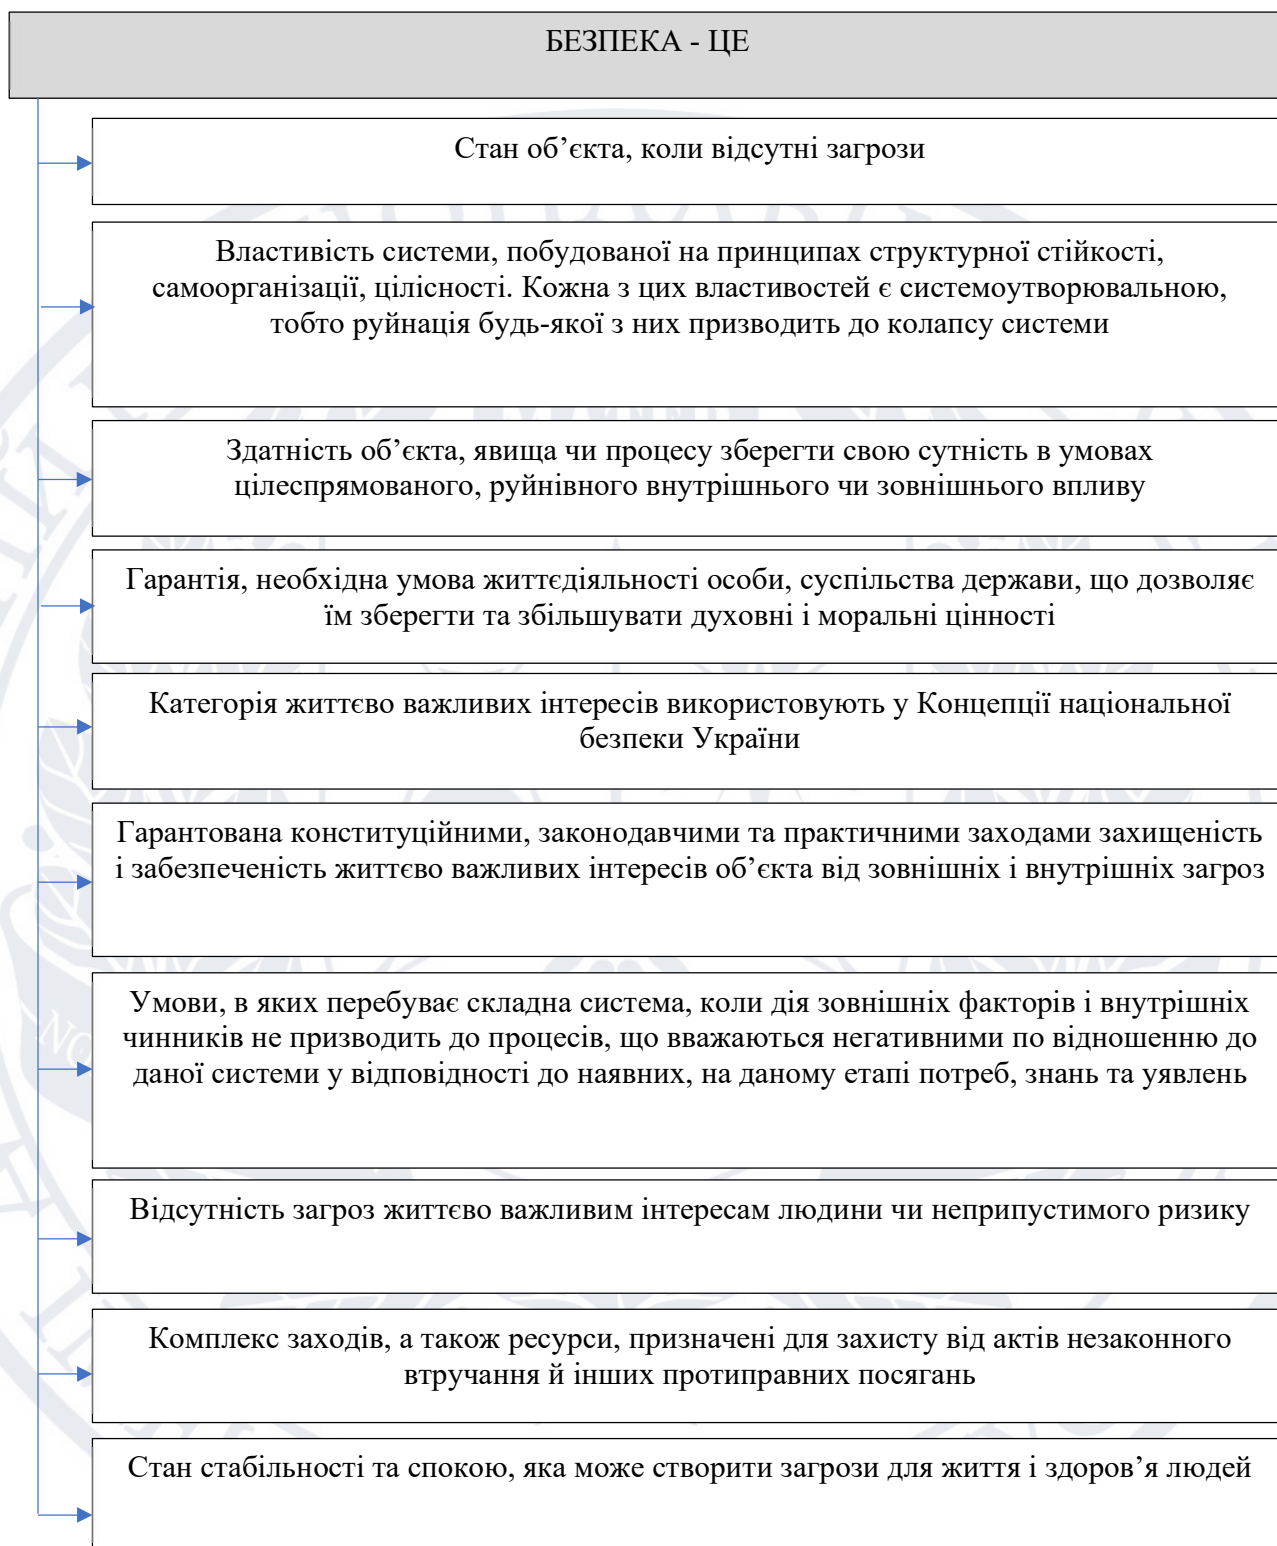 БЕЗПЕКА - ЦЕ
Стан об’єкта, коли відсутні загрози
Властивість системи, побудованої на принципах структурної стійкості,
самоорганізації, цілісності. Кожна з цих властивостей є системоутворювальною,
тобто руйнація будь-якої з них призводить до колапсу системи
Здатність об’єкта, явища чи процесу зберегти свою сутність в умовах
цілеспрямованого, руйнівного внутрішнього чи зовнішнього впливу
Гарантія, необхідна умова життєдіяльності особи, суспільства держави, що дозволяє
їм зберегти та збільшувати духовні і моральні цінності
Категорія життєво важливих інтересів використовують у Концепції національної
безпеки України
Гарантована конституційними, законодавчими та практичними заходами захищеність
і забезпеченість життєво важливих інтересів об’єкта від зовнішніх і внутрішніх загроз
Умови, в яких перебуває складна система, коли дія зовнішніх факторів і внутрішніх
чинників не призводить до процесів, що вважаються негативними по відношенню до
даної системи у відповідності до наявних, на даному етапі потреб, знань та уявлень
Відсутність загроз життєво важливим інтересам людини чи неприпустимого ризику
Комплекс заходів, а також ресурси, призначені для захисту від актів незаконного
втручання й інших протиправних посягань
Стан стабільності та спокою, яка може створити загрози для життя і здоров’я людей